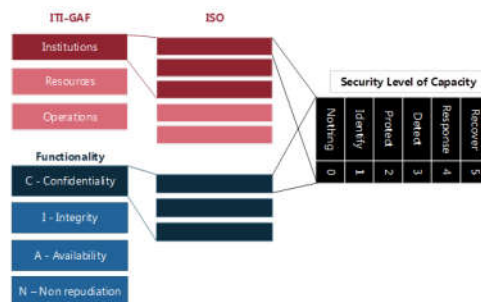 ITI-GAF
ISO
Institutions
Resources
Operations
Security Level of Capacity
Nothing
Identify
Protect
Detect
Response
Recover
0
1
2
3
4
5
Functionality
C - Confidentiality
I - Integrity
A - Availability
N – Non repudiation